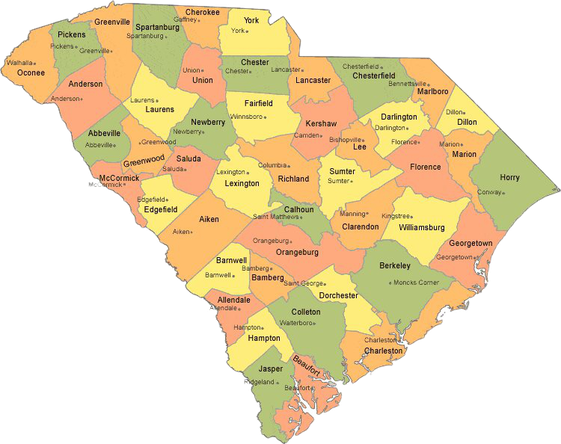 Cherokee
Gaffney
York
York
Spartanburg
Spartanburg
Greenville
Greenville
Pickens
Pickens
Walhalla
Oconee
Anderson
Anderson
Union
Union
Chester
Chester
Lancaster
Lancaster
Chesterfield
Chesterfield
Bennettsville
Marlboro
Laurens
Laurens
Fairfield
Winnsboro
Kershaw
Camden
Darlington
Darlington
Dillon
Dillon
Abbeville
Abbeville
Newberry
Newberry
Greenwood
Greenwood
Saluda
Saluda
McCormick
McCormick
Bishopville
Lee
Florence
Florence
Marion
Marion
Horry
Conway
Lexington
Lexington
Columbia
Richland
Sumter
Sumter
Edgefield
Edgefield
Aiken
Aiken
Calhoun
Saint Matthews
Manning
Clarendon
Kingstree
Williamsburg
Georgetown
Georgetown
Orangeburg
Orangeburg
Barnwell
Barnwell
Bamberg
Bamberg
Saint George
Dorchester
Berkeley
Moncks Corner
Allendale
Allendale
Colleton
Walterboro
Hampton
Hampton
Charleston
Charleston
Jasper
Ridgeland
Beaufort
Beaufort